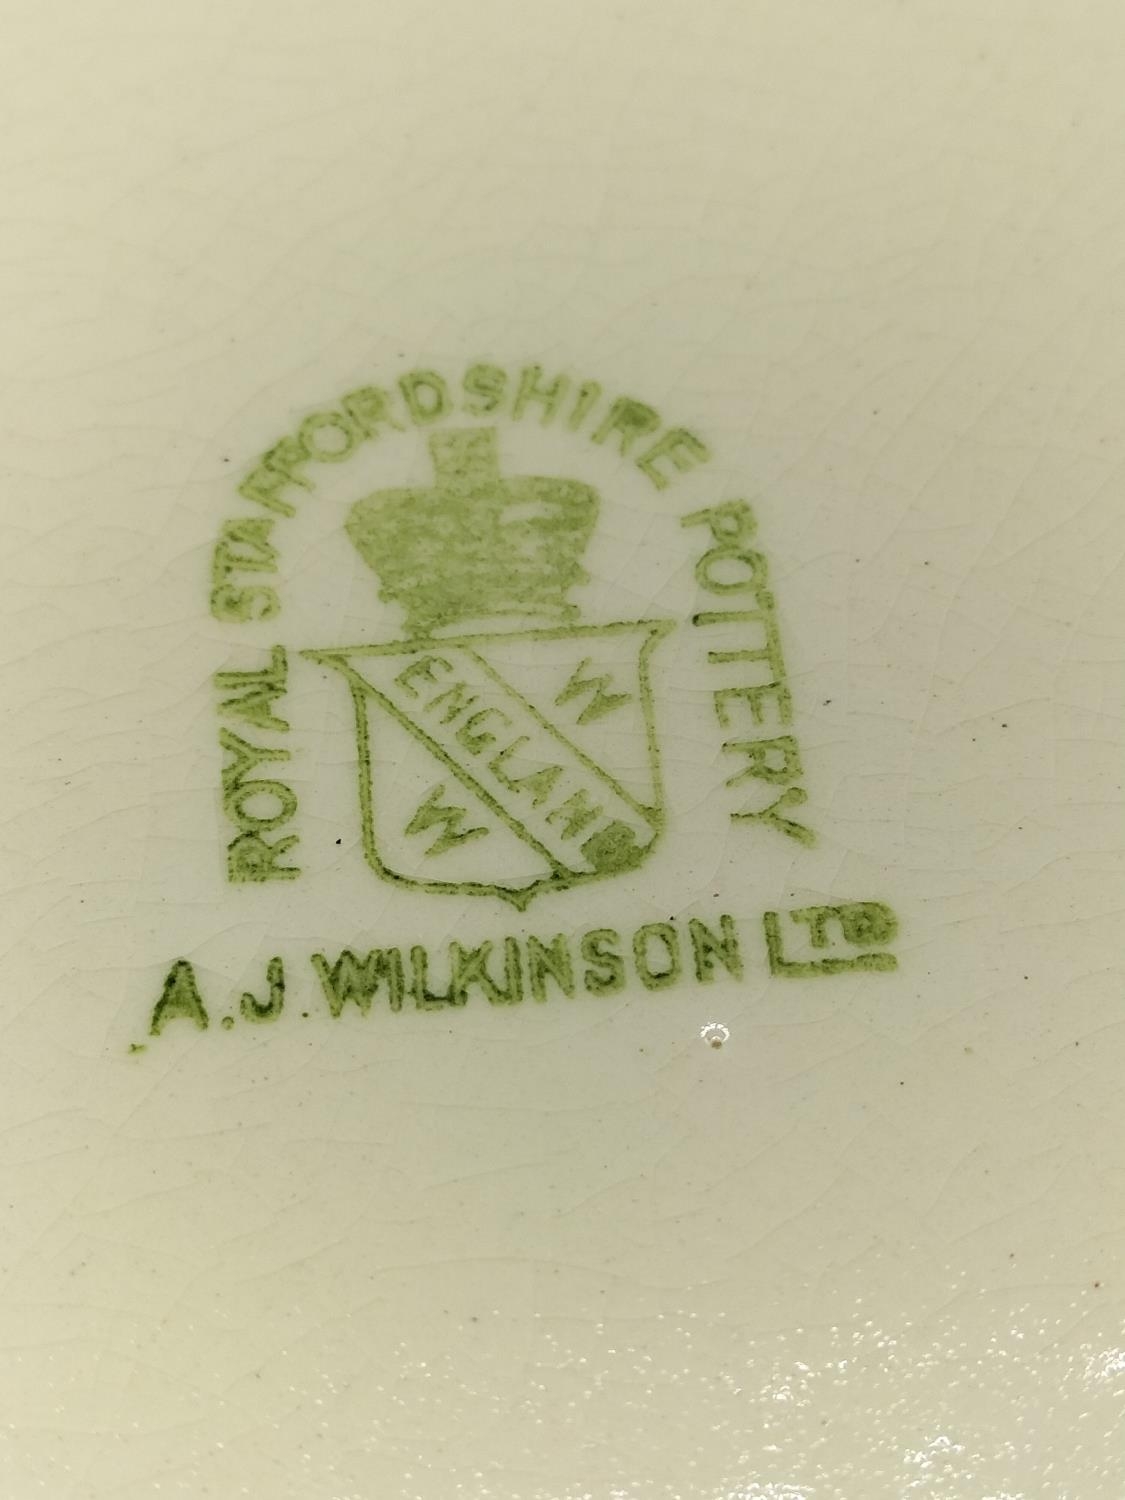 ROYAL STAFFORDSHIRE POTTERY
ENGLAND
W
W
A.J. WILKINSON LTD